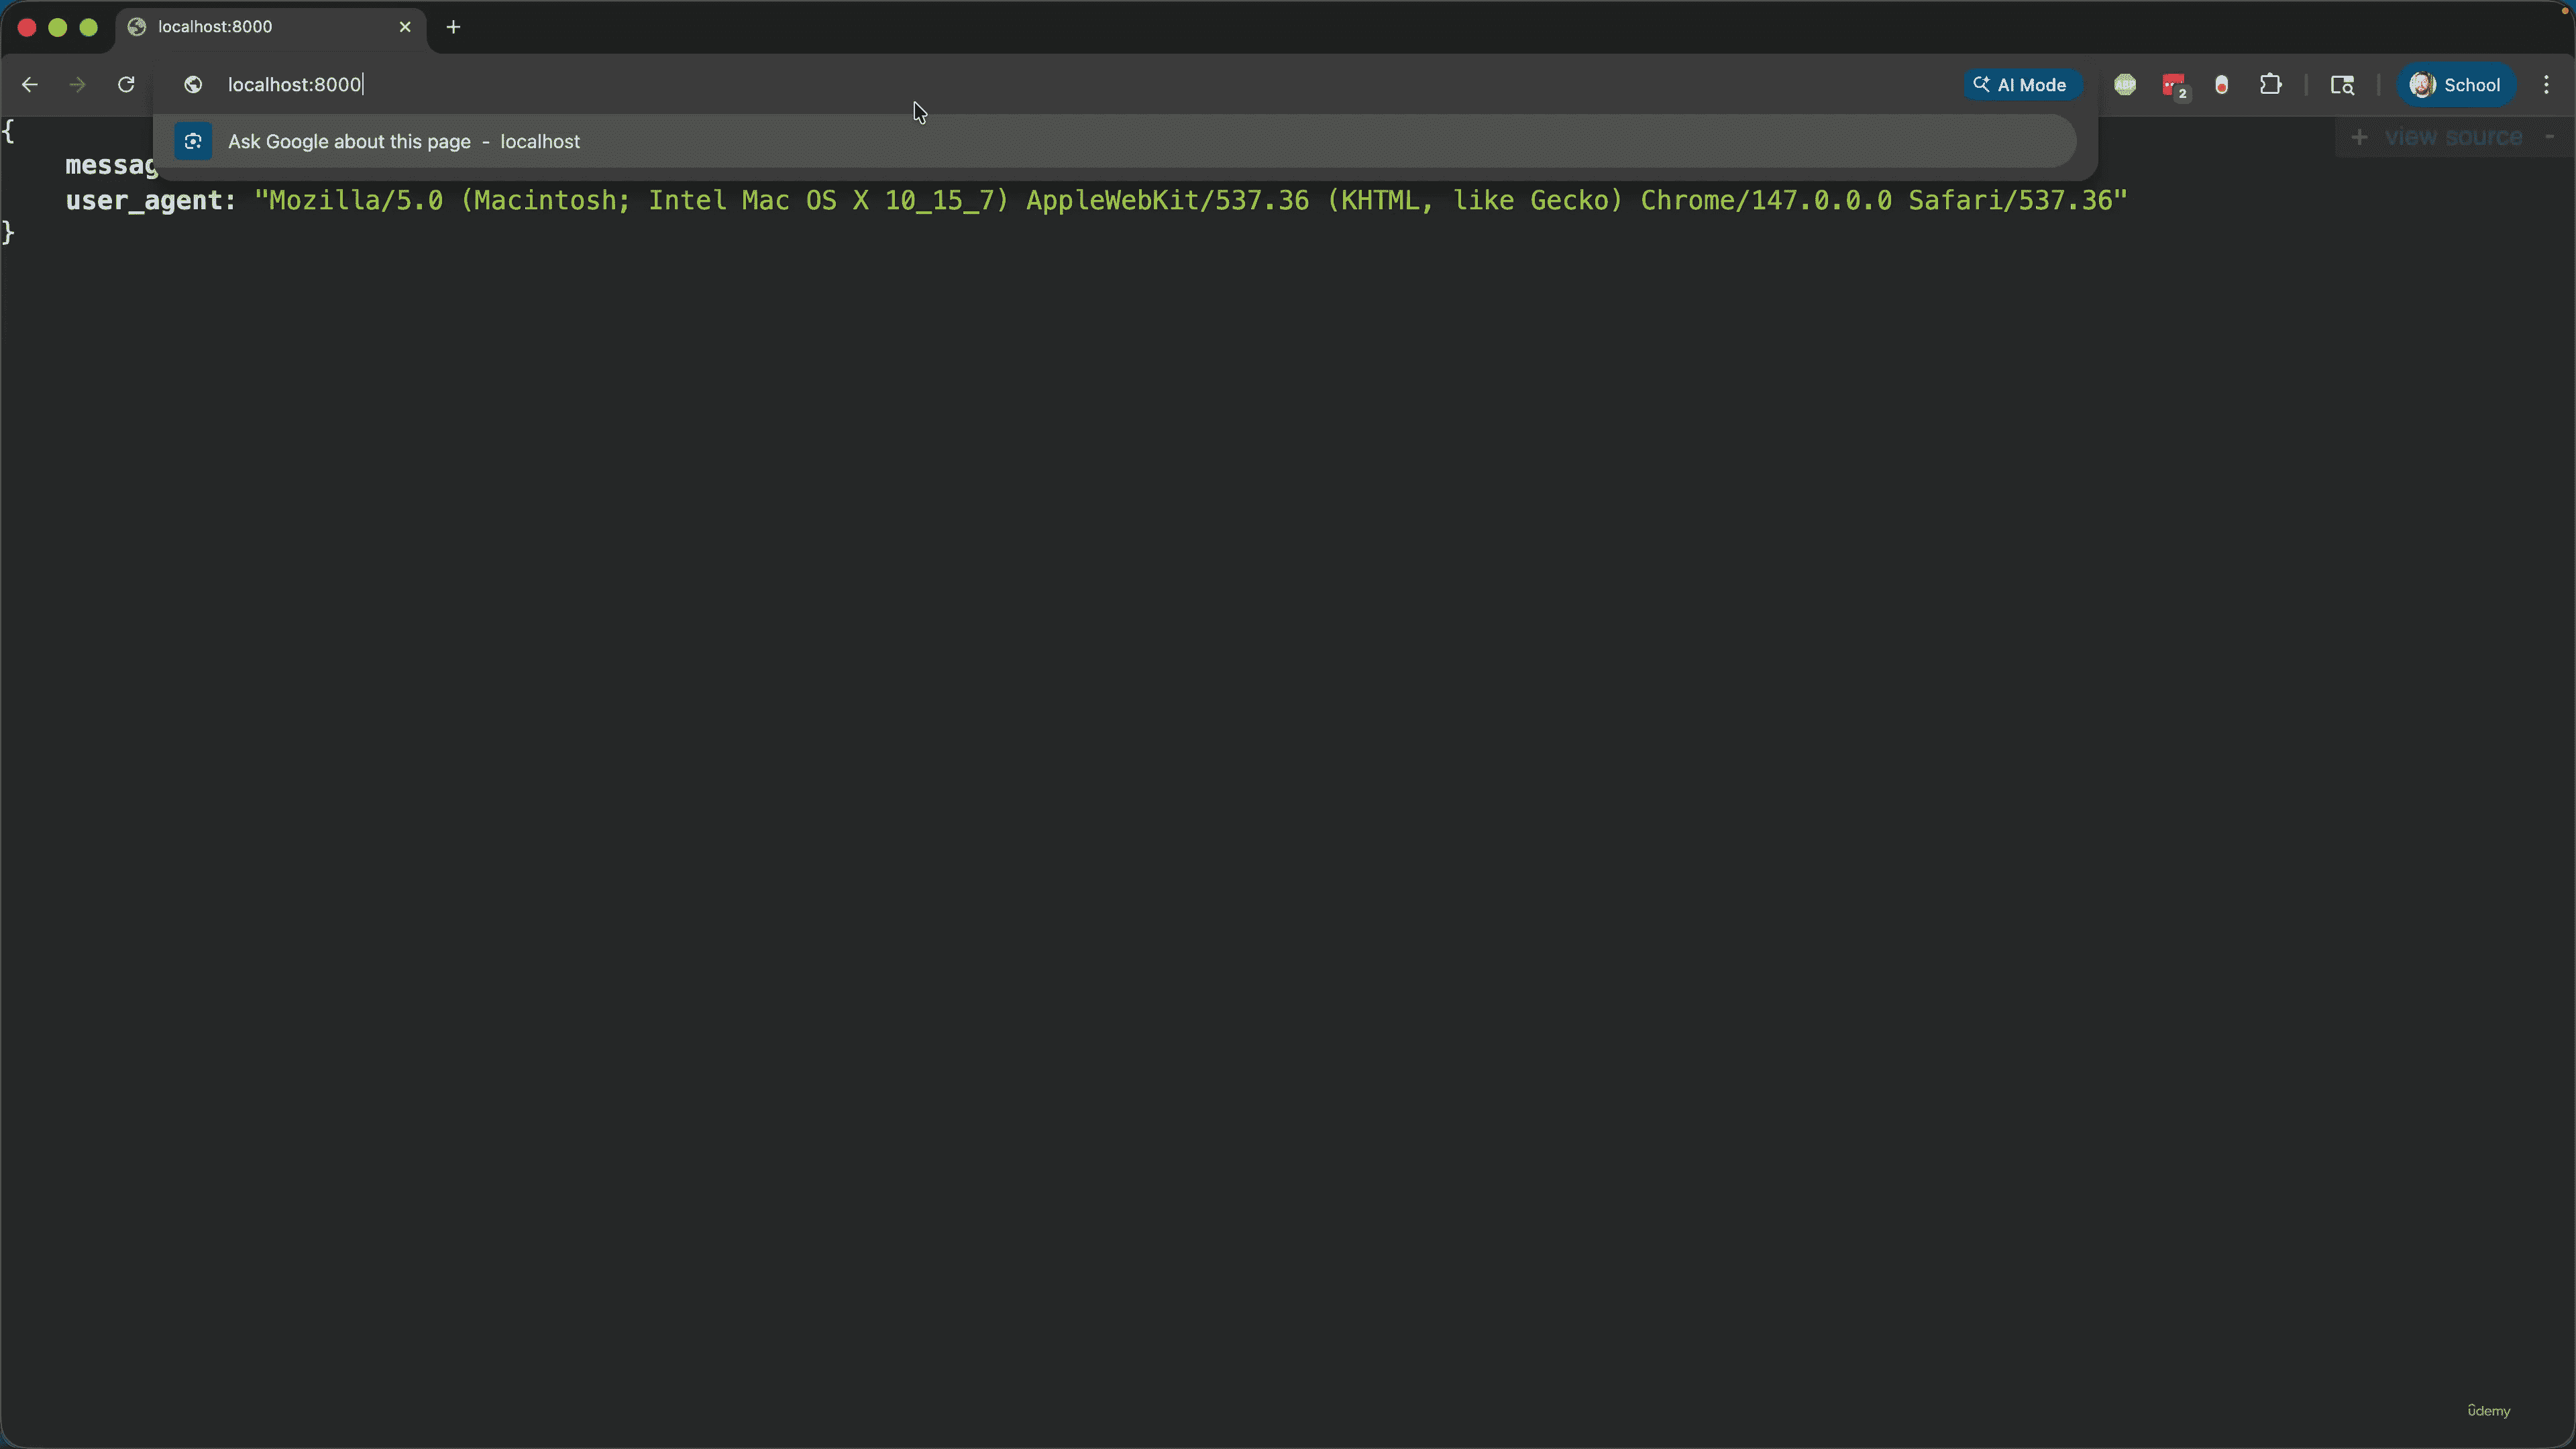 localhost:8000
localhost:8000
AI Mode
2
School
Ask Google about this page - localhost
{
+ view source -
messag
user_agent: "Mozilla/5.0 (Macintosh; Intel Mac OS X 10_15_7) AppleWebKit/537.36 (KHTML, like Gecko) Chrome/147.0.0.0 Safari/537.36"
}
ûdemy